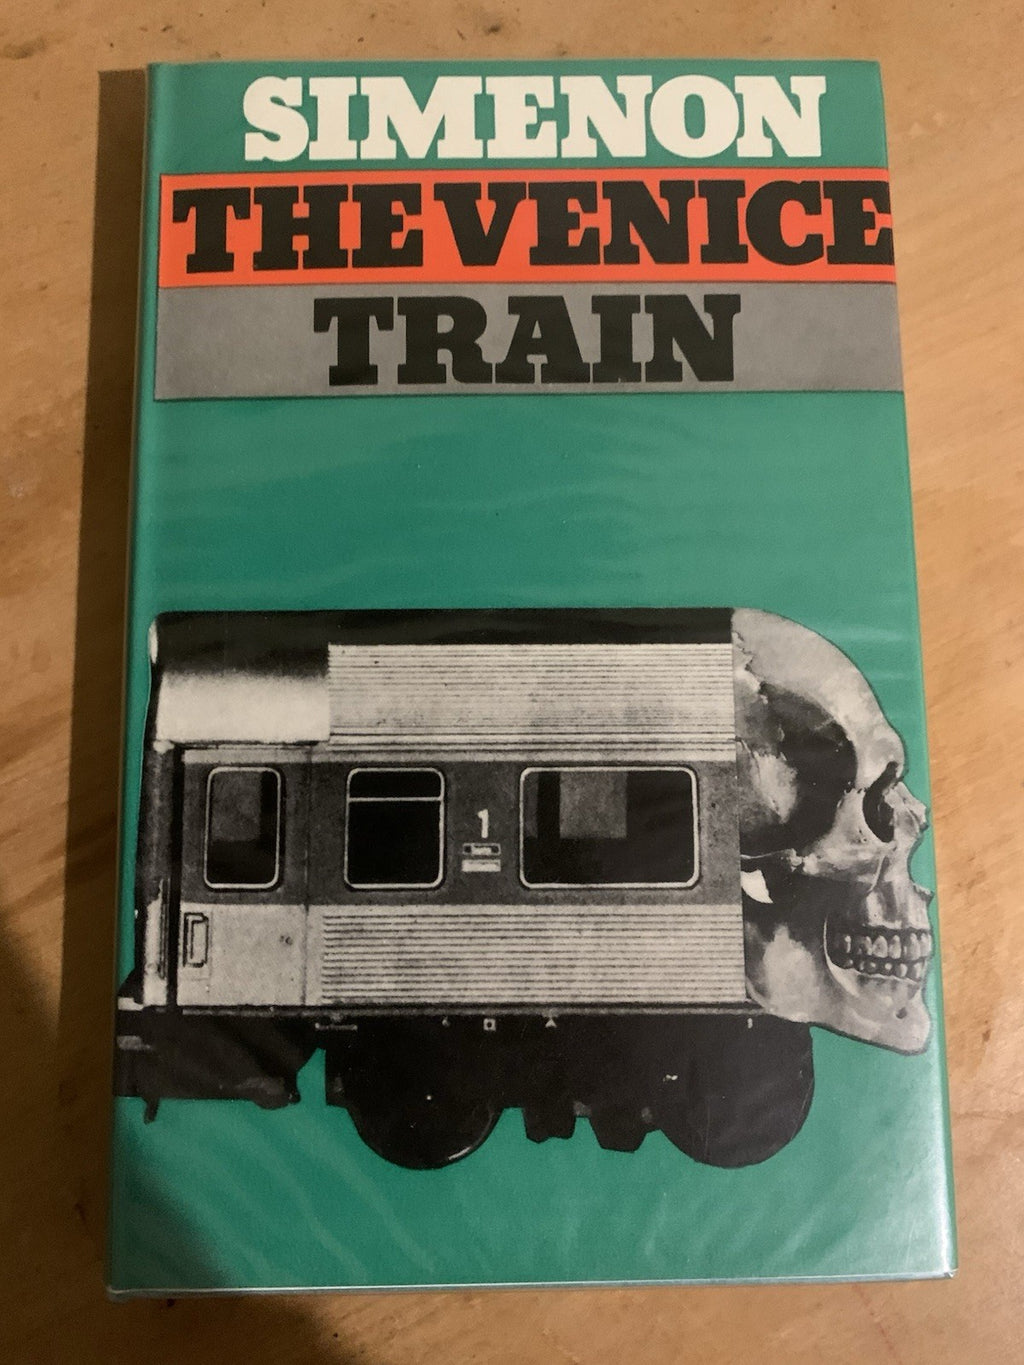 SIMENON
THE VENICE
TRAIN
1